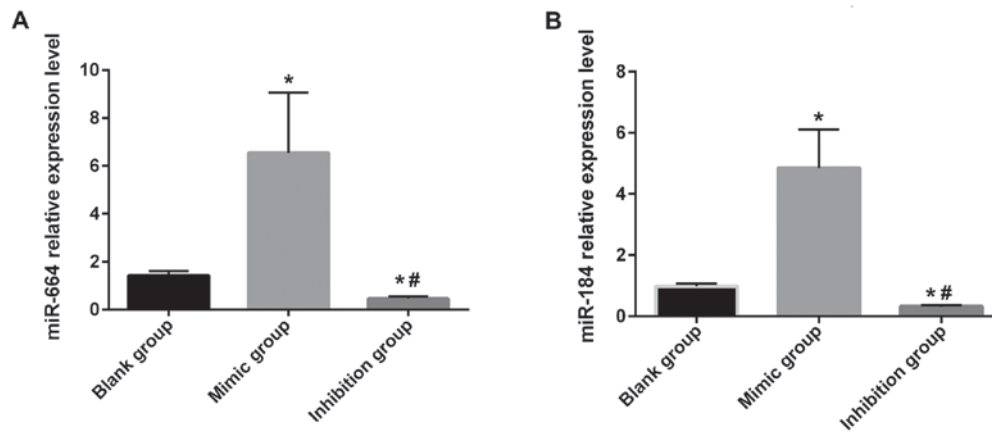 A
miR-664 relative expression level
10
8
6
4
2
0
*
*#
Blank group
Mimic group
Inhibition group
B
miR-184 relative expression level
8
6
4
2
0
*
*#
Blank group
Mimic group
Inhibition group